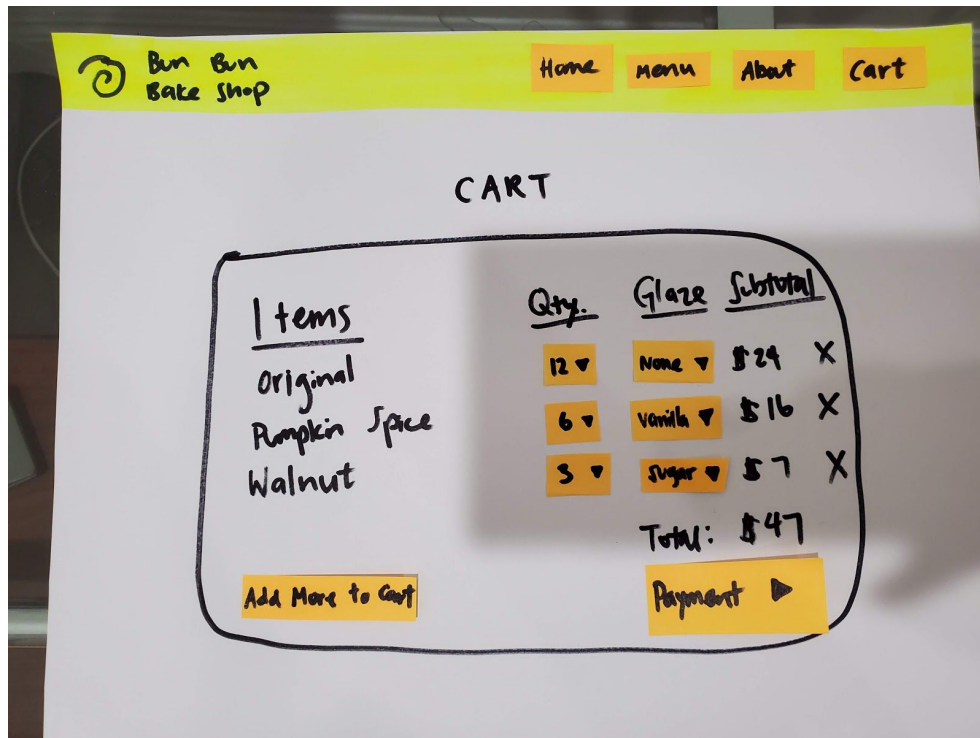 Bun Bun
Bake Shop
Home Menu About Cart
CART
Items Qty. Glaze Subtotal
Original 12 ▼ None ▼ $24 X
Pumpkin Spice 6 ▼ Vanilla ▼ $16 X
Walnut 3 ▼ Sugar ▼ $7 X
Total: $47
Add More to Cart Payment ▶